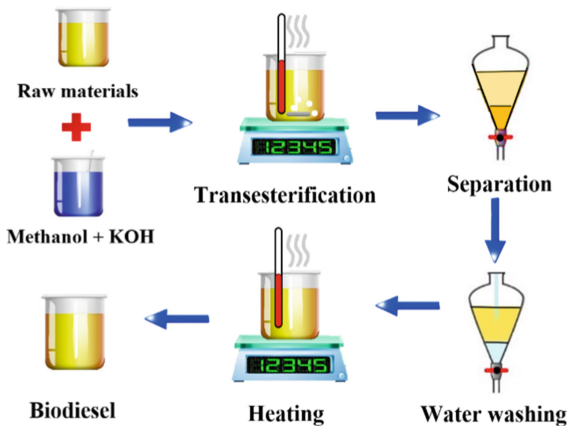 Raw materials
Methanol + KOH
12345
Transesterification
Separation
Water washing
12345
Heating
Biodiesel